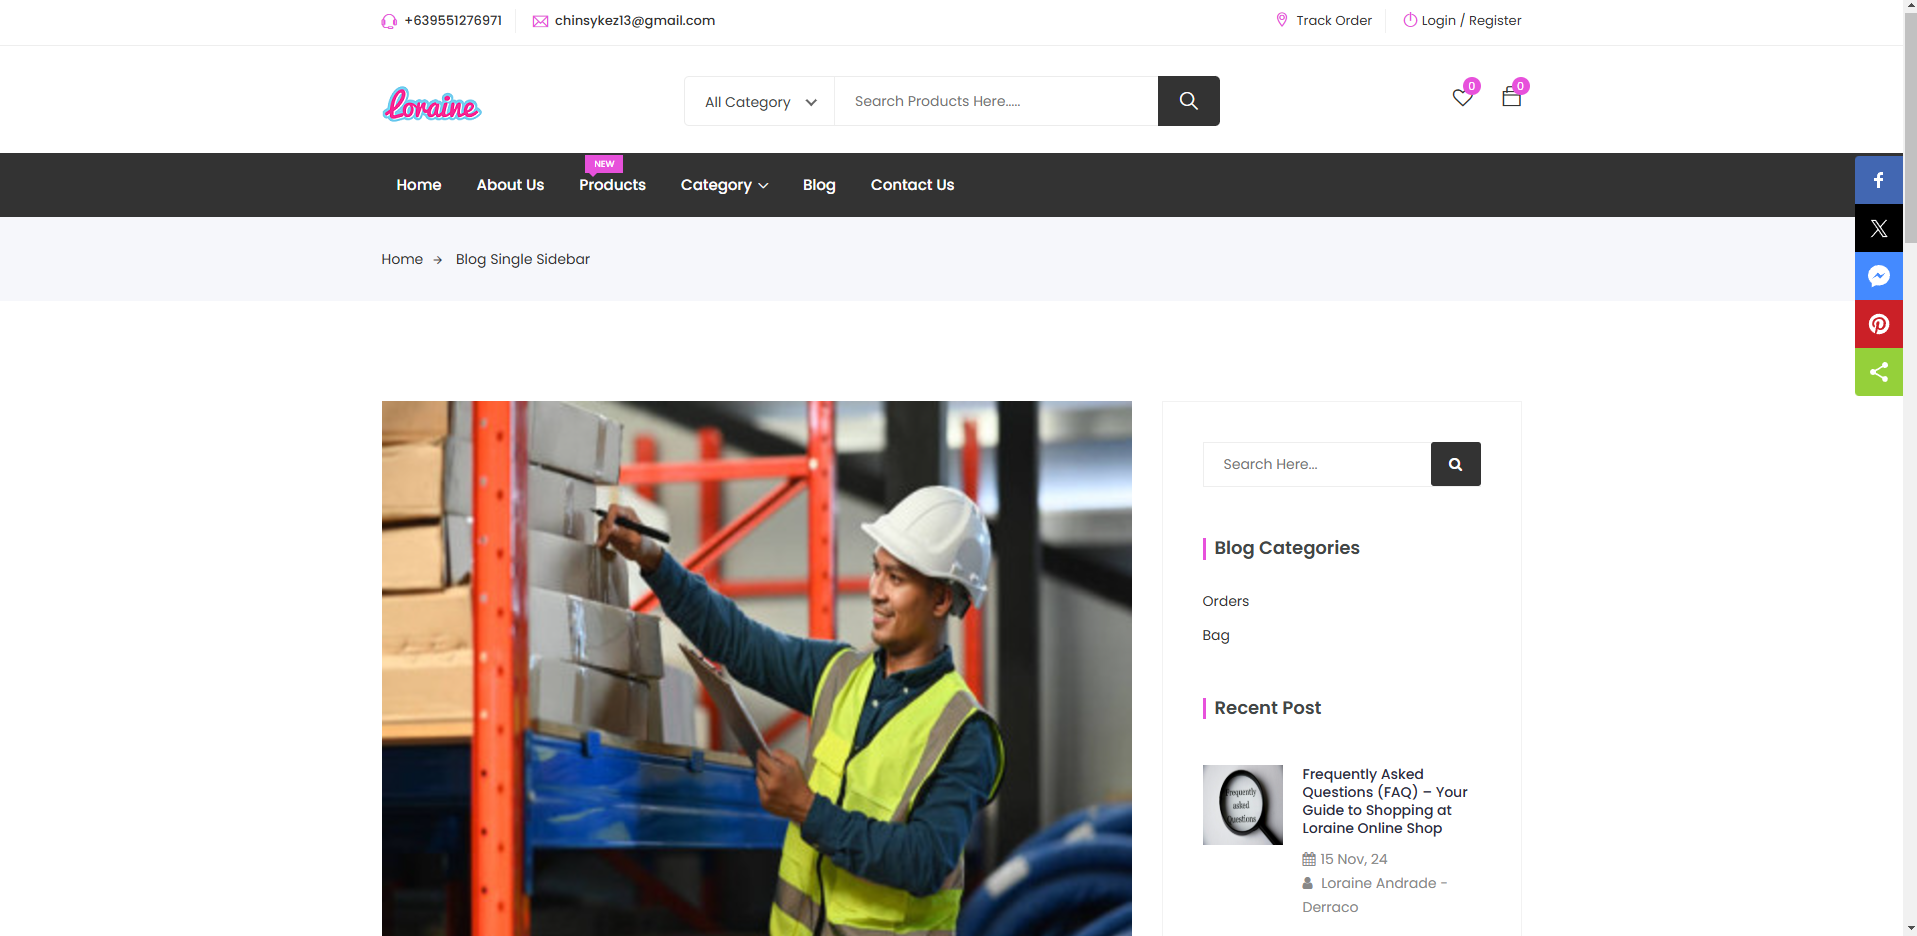 +639551276971
chinsykez13@gmail.com
Track Order
Login / Register
Loraine
All Category
Search Products Here.....
0
0
NEW
Home
About Us
Products
Category
Blog
Contact Us
Home → Blog Single Sidebar
Search Here...
Blog Categories
Orders
Bag
Recent Post
Frequently
asked
Questions
Frequently Asked
Questions (FAQ) – Your
Guide to Shopping at
Loraine Online Shop
15 Nov, 24
Loraine Andrade -
Derraco